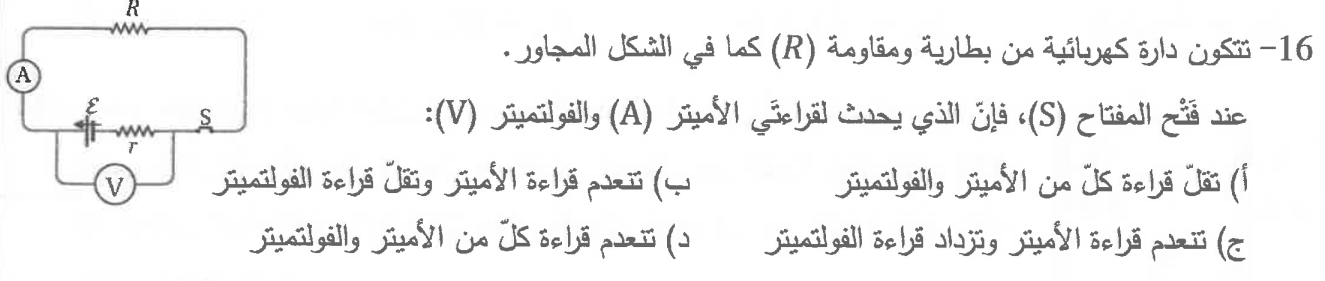 R
16- تتكون دارة كهربائية من بطارية ومقاومة (R) كما في الشكل المجاور.
A
ε
S
r
عند فَتْح المفتاح (S)، فإنّ الذي يحدث لقراءتَي الأميتر (A) والفولتميتر (V):
V
أ) تقلّ قراءة كلّ من الأميتر والفولتميتر ب) تنعدم قراءة الأميتر وتقلّ قراءة الفولتميتر
ج) تنعدم قراءة الأميتر وتزداد قراءة الفولتميتر د) تنعدم قراءة كلّ من الأميتر والفولتميتر